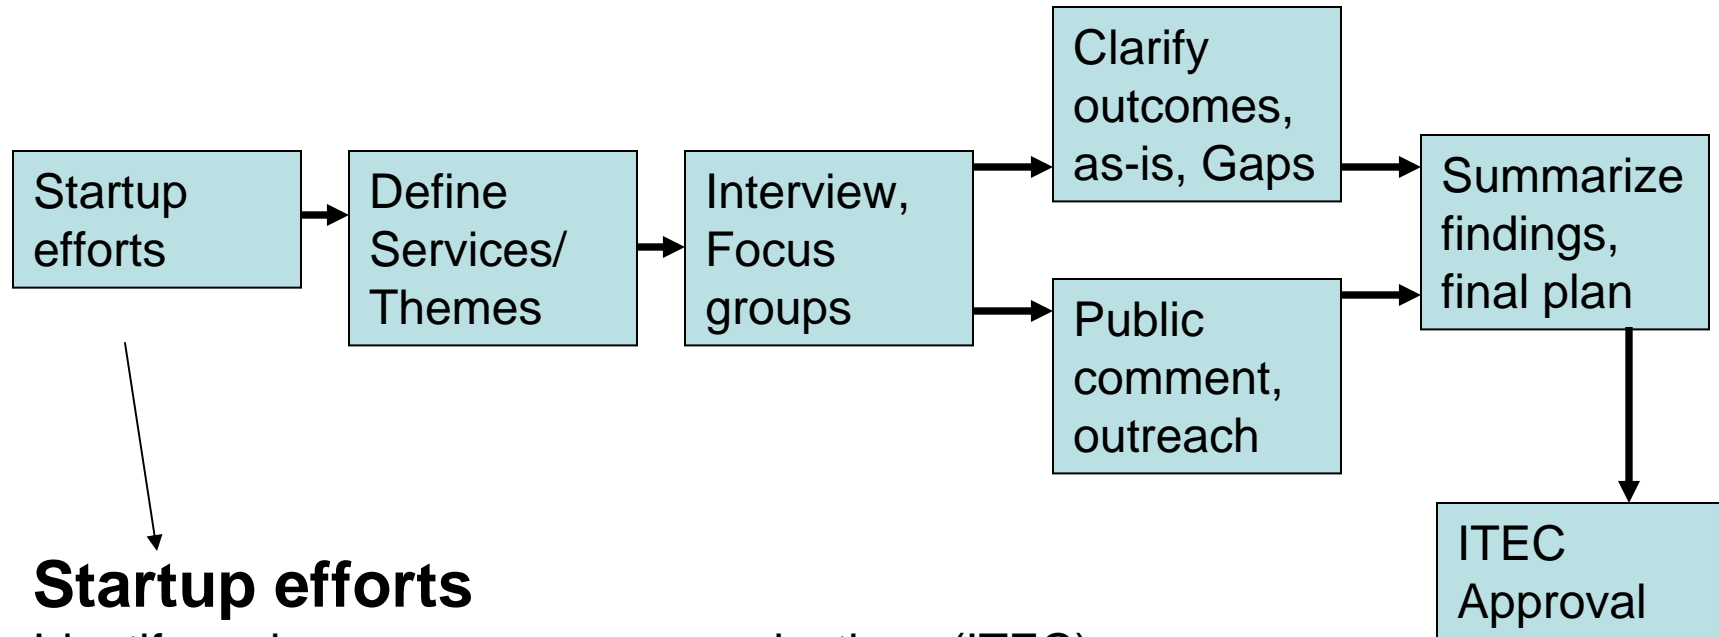 Startup
efforts
Define
Services/
Themes
Interview,
Focus
groups
Clarify
outcomes,
as-is, Gaps
Public
comment,
outreach
Summarize
findings,
final plan
ITEC
Approval
Startup efforts
(ITEC)